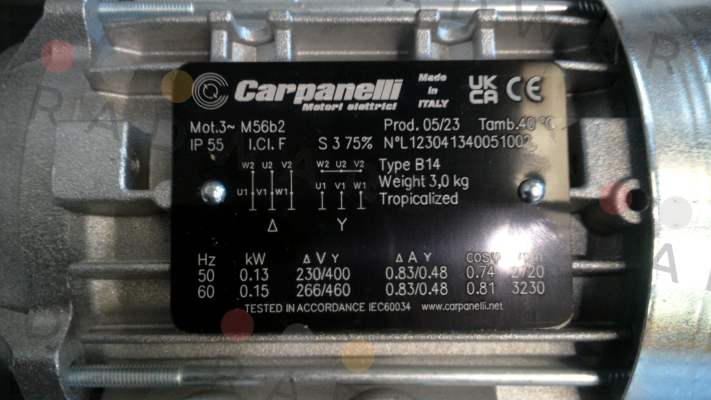 Carpanelli
Motori elettrici
Made
in
ITALY
UK
CA CE
Mot.3~ M56b2 Prod. 05/23 Tamb.40 °C
IP 55 I.Cl. F S 3 75% N°L123041340051002
W2 U2 V2 W2 U2 V2 Type B14
Weight 3,0 kg
U1 V1 W1 U1 V1 W1 Tropicalized
Δ Y
Hz kW Δ V Y Δ A Y cosφ
50 0.13 230/400 0.83/0.48 0.74 2720
60 0.15 266/460 0.83/0.48 0.81 3230
TESTED IN ACCORDANCE IEC60034 www.carpanelli.net